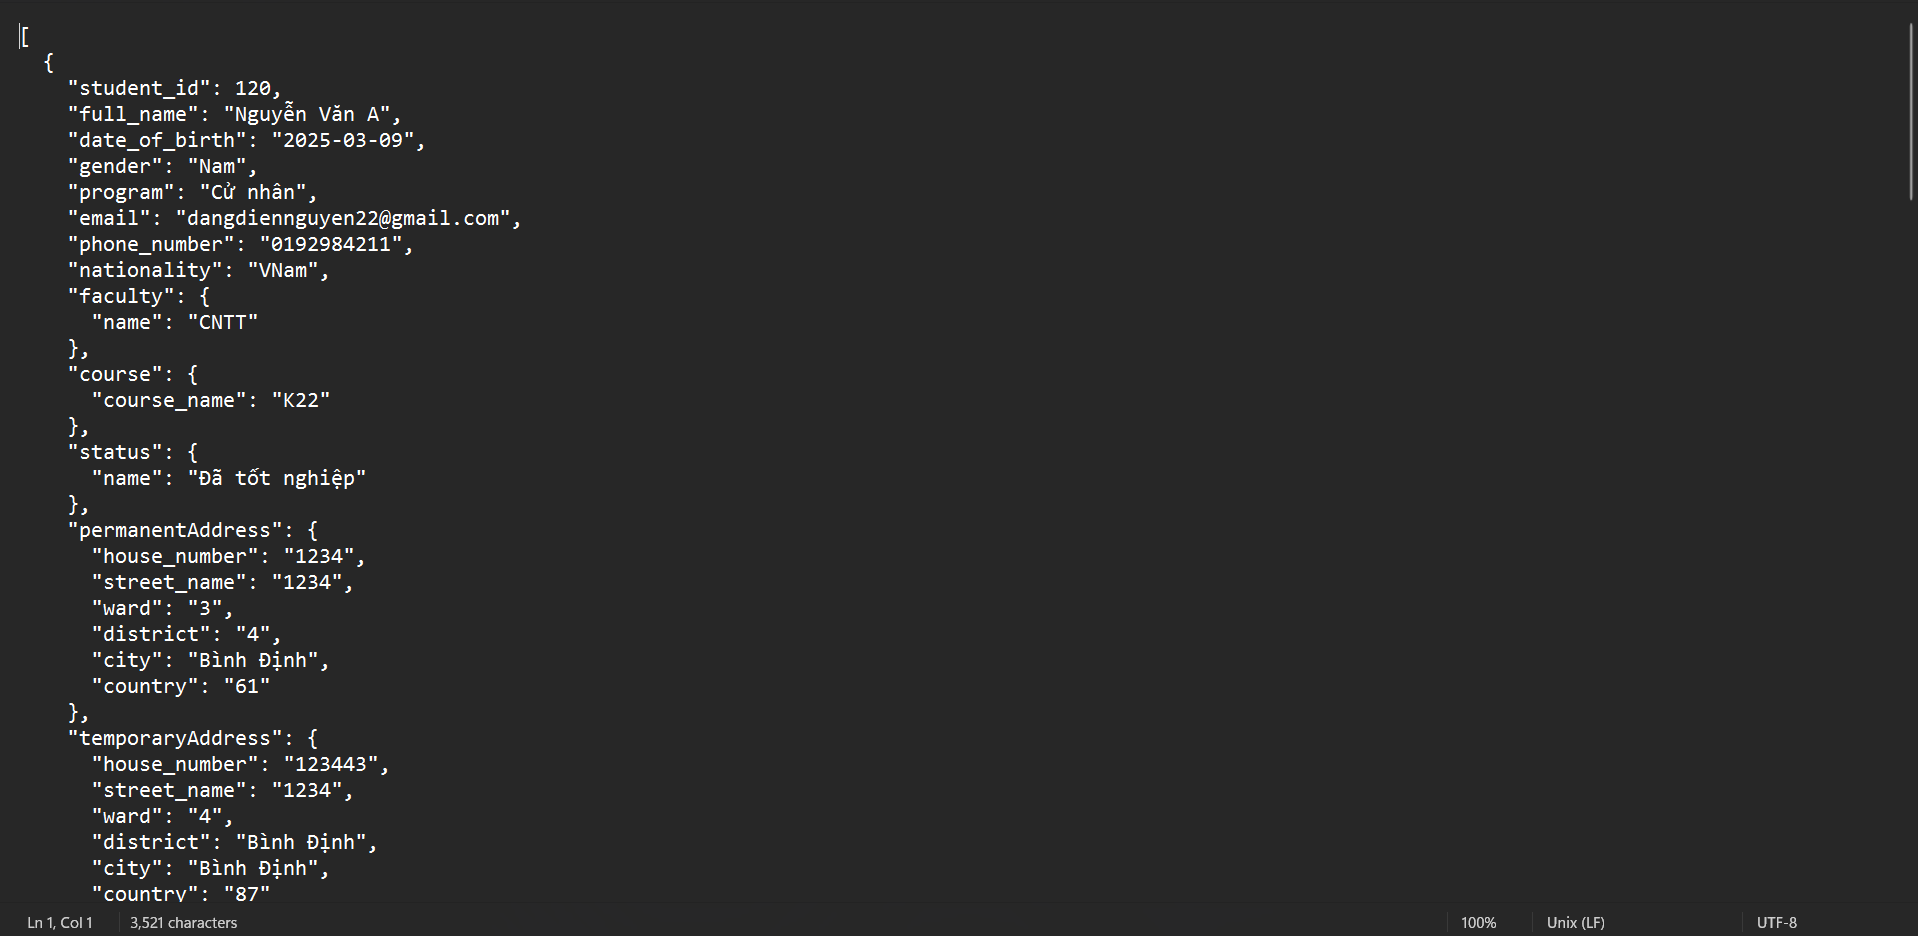 [
  {
    "student_id": 120,
    "full_name": "Nguyễn Văn A",
    "date_of_birth": "2025-03-09",
    "gender": "Nam",
    "program": "Cử nhân",
    "email": "dangdiennguyen22@gmail.com",
    "phone_number": "0192984211",
    "nationality": "VNam",
    "faculty": {
      "name": "CNTT"
    },
    "course": {
      "course_name": "K22"
    },
    "status": {
      "name": "Đã tốt nghiệp"
    },
    "permanentAddress": {
      "house_number": "1234",
      "street_name": "1234",
      "ward": "3",
      "district": "4",
      "city": "Bình Định",
      "country": "61"
    },
    "temporaryAddress": {
      "house_number": "123443",
      "street_name": "1234",
      "ward": "4",
      "district": "Bình Định",
      "city": "Bình Định",
      "country": "87"
Ln 1, Col 1 3,521 characters 100% Unix (LF) UTF-8